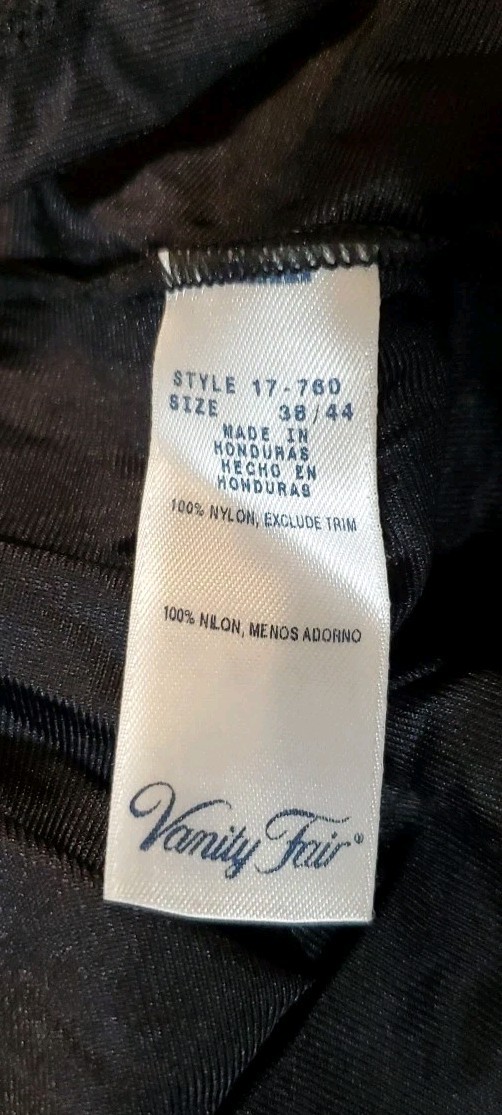 STYLE 17-760
SIZE 38/44
MADE IN
HONDURAS
HECHO EN
HONDURAS
100% NYLON, EXCLUDE TRIM
100% NILON, MENOS ADORNO
Vanity Fair®